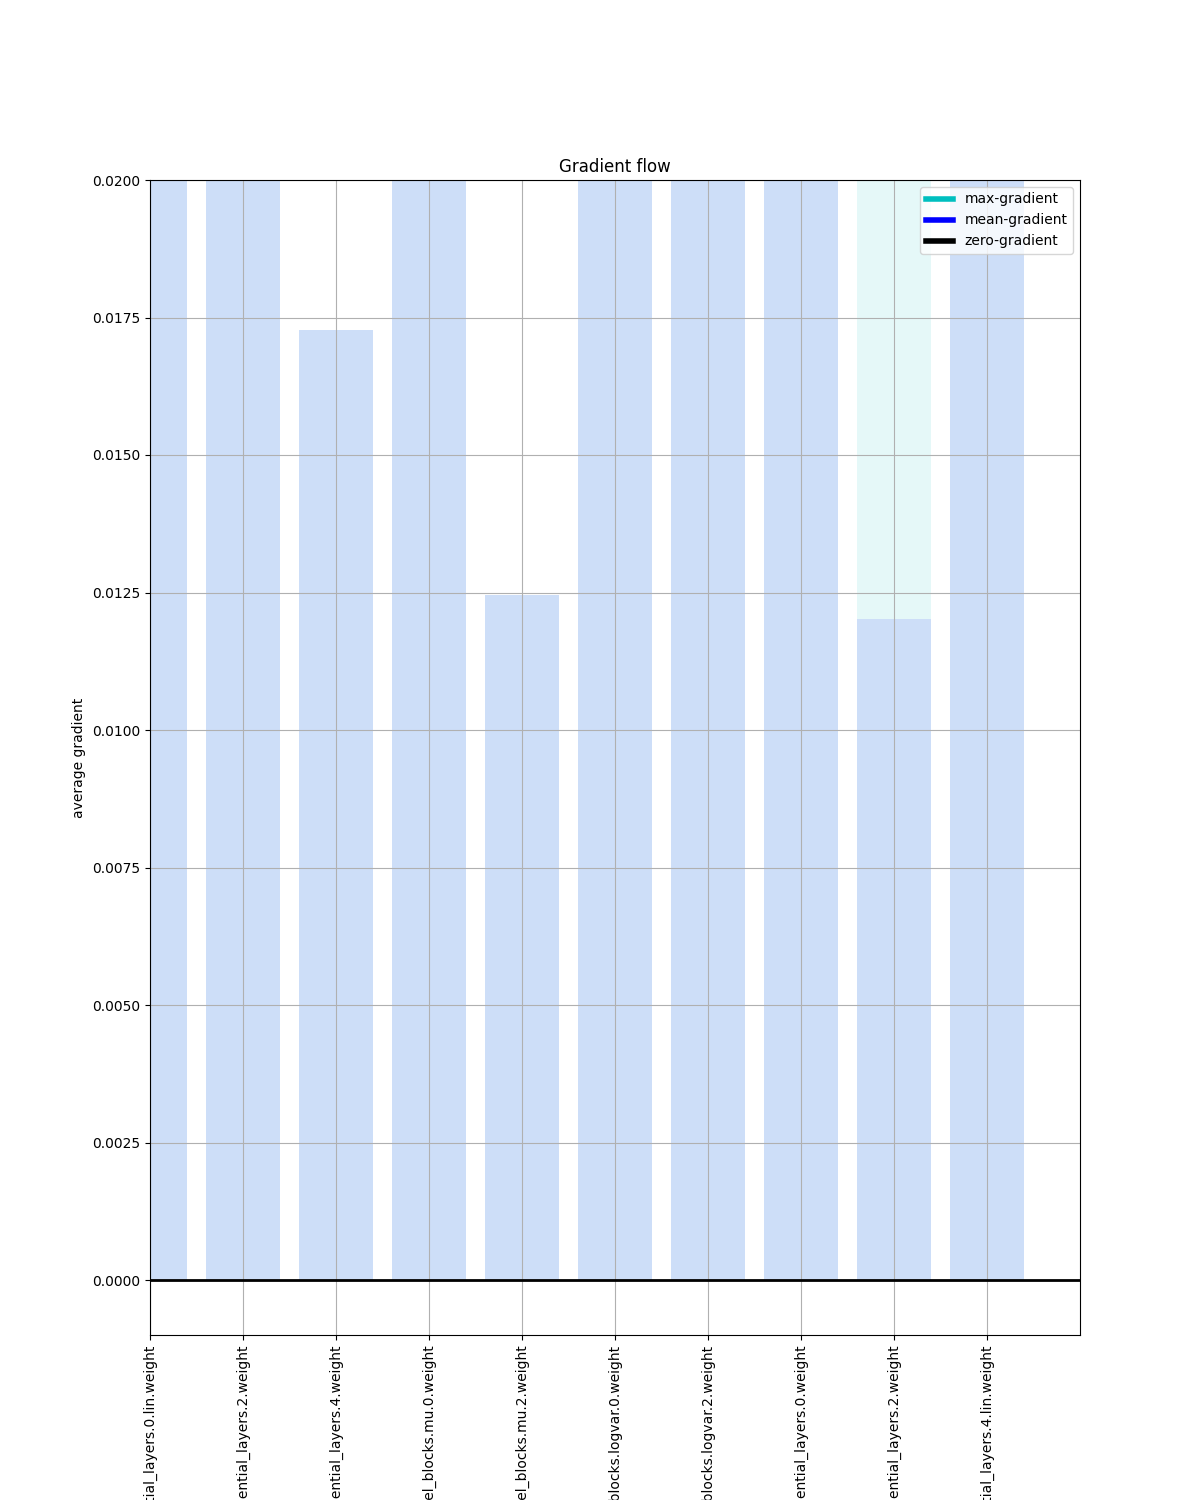 Gradient flow
max-gradient
mean-gradient
zero-gradient
0.0200
0.0175
0.0150
0.0125
0.0100
0.0075
0.0050
0.0025
0.0000
average gradient
tial_layers.0.lin.weight
ential_layers.2.weight
ential_layers.4.weight
el_blocks.mu.0.weight
el_blocks.mu.2.weight
blocks.logvar.0.weight
blocks.logvar.2.weight
ential_layers.0.weight
ential_layers.2.weight
tial_layers.4.lin.weight